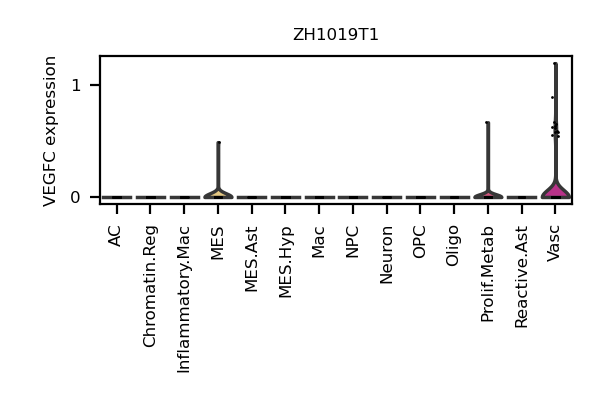 ZH1019T1
VEGFC expression
1
0
AC
Chromatin.Reg
Inflammatory.Mac
MES
MES.Ast
MES.Hyp
Mac
NPC
Neuron
OPC
Oligo
Prolif.Metab
Reactive.Ast
Vasc